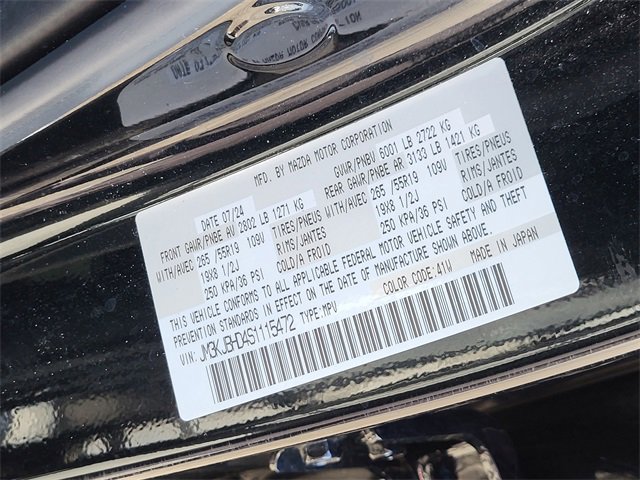 MFD. BY MAZDA MOTOR CORPORATION
DATE 07/24 GVWR/PNBV 6001 LB 2722 KG
FRONT GAWR/PNBE AV 2802 LB 1271 KG REAR GAWR/PNBE AR 3133 LB 1421 KG
WITH/AVEC 265 /55R19 109V TIRES/PNEUS WITH/AVEC 265 /55R19 109V TIRES/PNEUS
19X8 1/2J RIMS/JANTES 19X8 1/2J RIMS/JANTES
250 KPA/36 PSI COLD/A FROID 250 KPA/36 PSI COLD/A FROID
THIS VEHICLE CONFORMS TO ALL APPLICABLE FEDERAL MOTOR VEHICLE SAFETY AND THEFT
PREVENTION STANDARDS IN EFFECT ON THE DATE OF MANUFACTURE SHOWN ABOVE.
VIN: JM3KJBHD4S1115472 TYPE:MPV COLOR CODE:41W MADE IN JAPAN